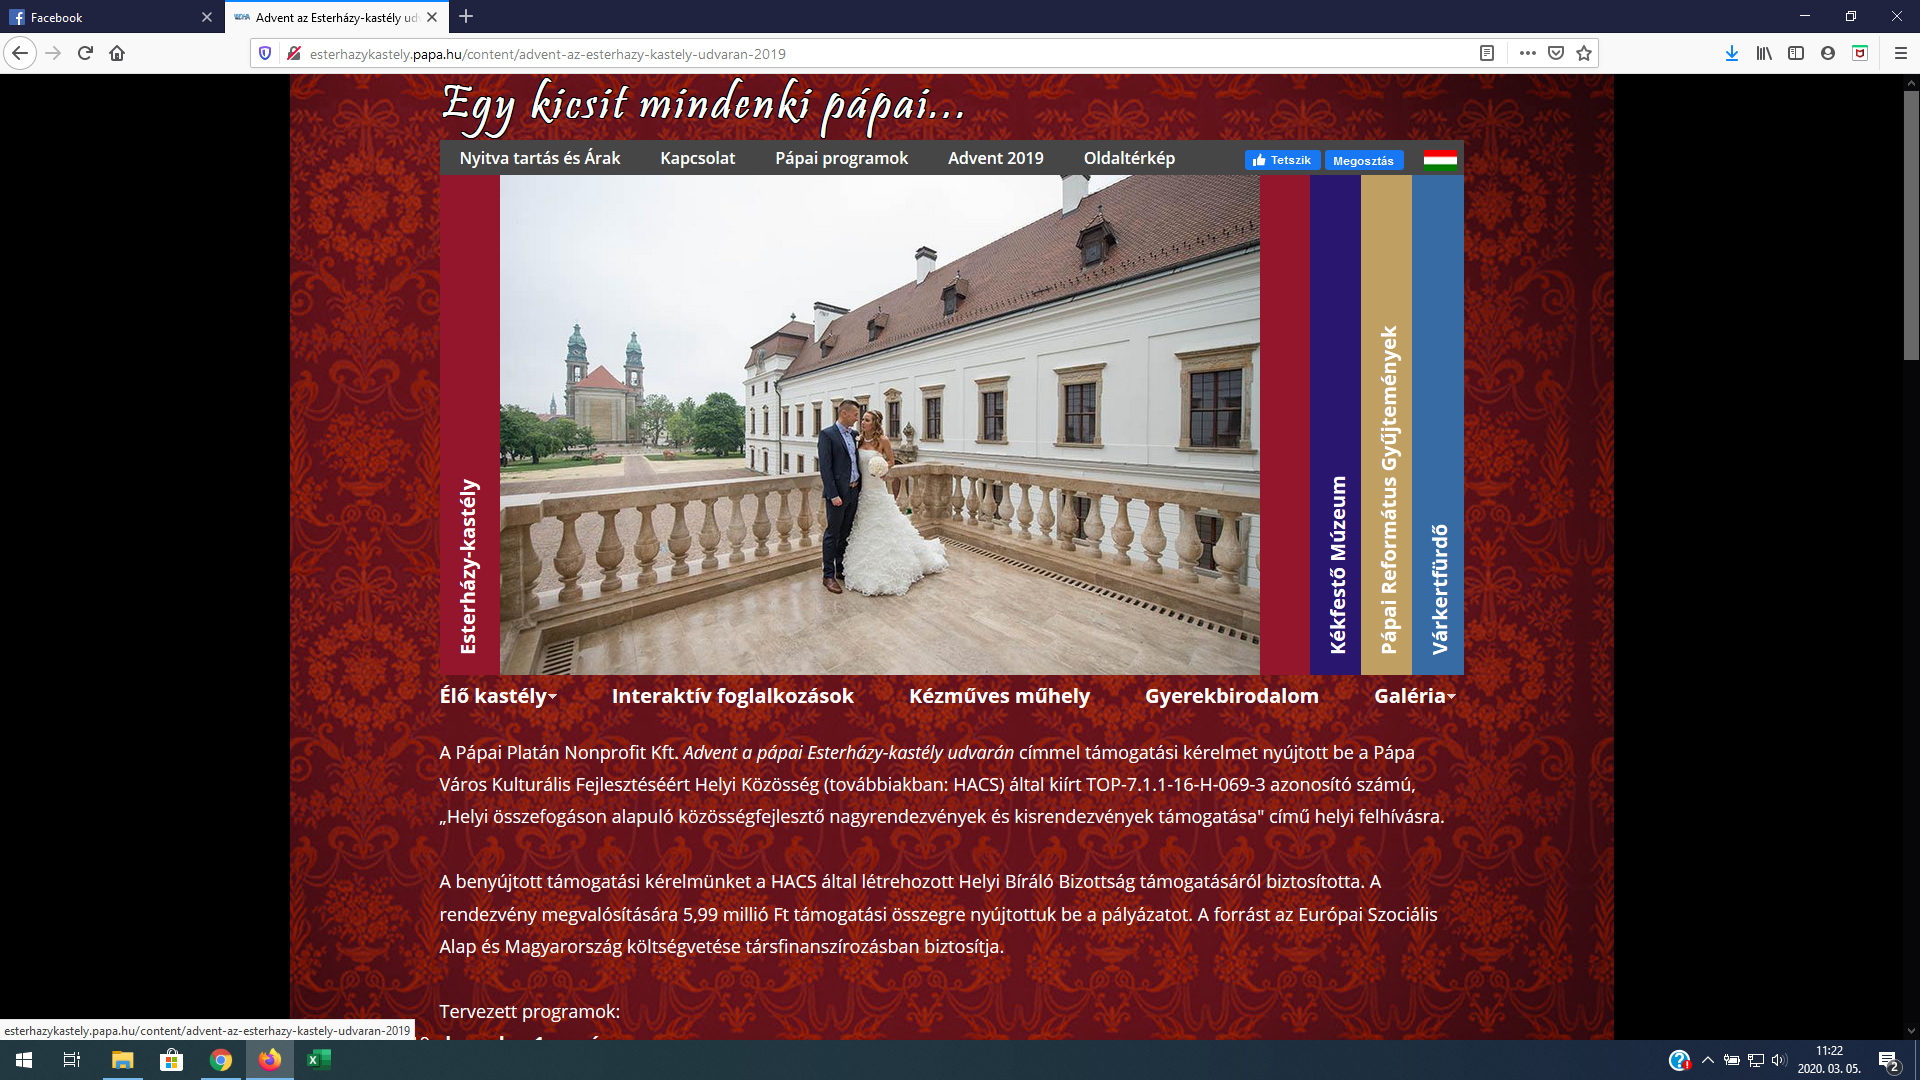 Facebook
Advent az Esterházy-kastély udv
esterhazykastely.papa.hu/content/advent-az-esterhazy-kastely-udvaran-2019
Egy kicsit mindenki pápai...
Nyitva tartás és Árak
Kapcsolat
Pápai programok
Advent 2019
Oldaltérkép
Tetszik
Megosztás
Esterházy-kastély
Kékfestő Múzeum
Pápai Református Gyűjtemények
Várkertfürdő
Élő kastély
Interaktív foglalkozások
Kézműves műhely
Gyerekbirodalom
Galéria
A Pápai Platán Nonprofit Kft. Advent a pápai Esterházy-kastély udvarán címmel támogatási kérelmet nyújtott be a Pápa
Város Kulturális Fejlesztéséért Helyi Közösség (továbbiakban: HACS) által kiírt TOP-7.1.1-16-H-069-3 azonosító számú,
„Helyi összefogáson alapuló közösségfejlesztő nagyrendezvények és kisrendezvények támogatása" című helyi felhívásra.
A benyújtott támogatási kérelmünket a HACS által létrehozott Helyi Bíráló Bizottság támogatásáról biztosította. A
rendezvény megvalósítására 5,99 millió Ft támogatási összegre nyújtottuk be a pályázatot. A forrást az Európai Szociális
Alap és Magyarország költségvetése társfinanszírozásban biztosítja.
Tervezett programok:
esterhazykastely.papa.hu/content/advent-az-esterhazy-kastely-udvaran-2019
11:22
2020. 03. 05.
2